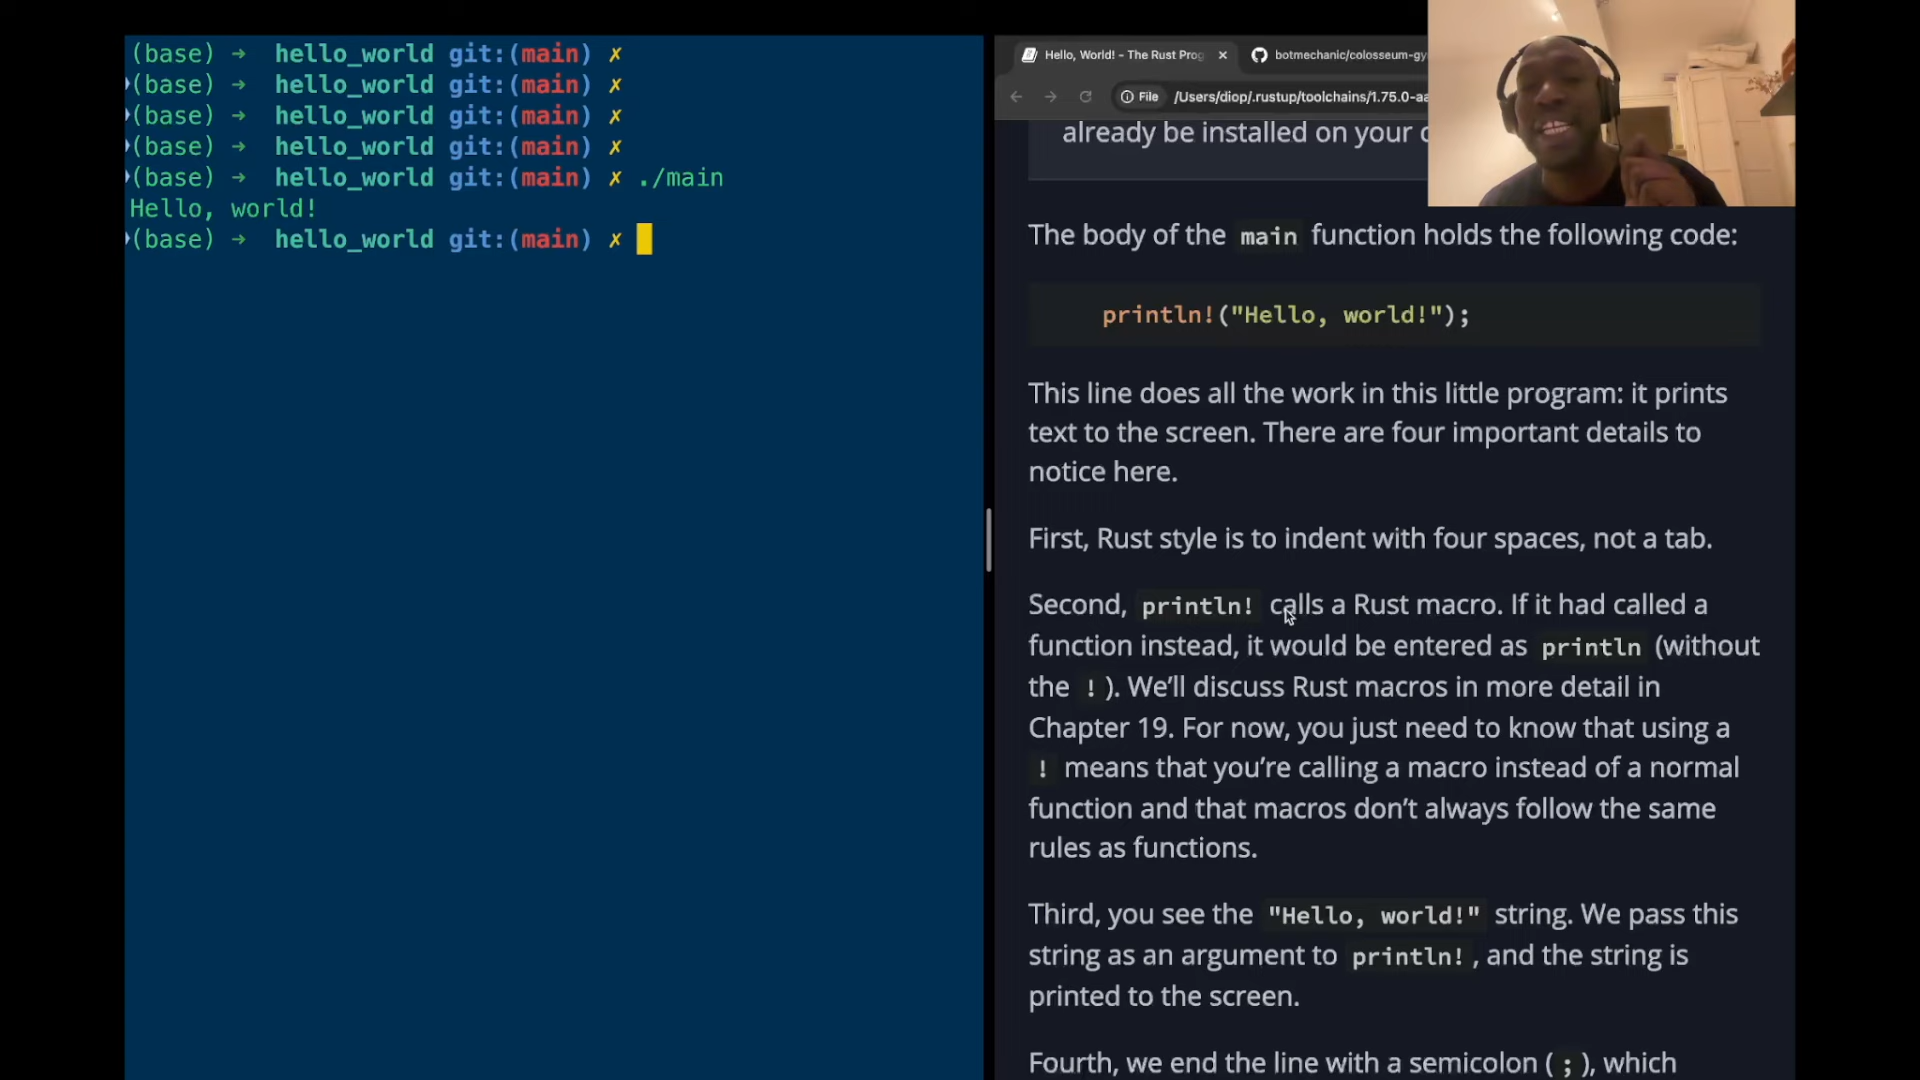 (base) → hello_world git:(main) ✗
(base) → hello_world git:(main) ✗
(base) → hello_world git:(main) ✗
(base) → hello_world git:(main) ✗
(base) → hello_world git:(main) ✗ ./main
Hello, world!
(base) → hello_world git:(main) ✗
Hello, World! - The Rust Prog
botmechanic/colosseum-gy
File /Users/diop/.rustup/toolchains/1.75.0-aa
already be installed on your c
The body of the main function holds the following code:
println!("Hello, world!");
This line does all the work in this little program: it prints
text to the screen. There are four important details to
notice here.
First, Rust style is to indent with four spaces, not a tab.
Second, println! calls a Rust macro. If it had called a
function instead, it would be entered as println (without
the ! ). We’ll discuss Rust macros in more detail in
Chapter 19. For now, you just need to know that using a
! means that you’re calling a macro instead of a normal
function and that macros don’t always follow the same
rules as functions.
Third, you see the "Hello, world!" string. We pass this
string as an argument to println! , and the string is
printed to the screen.
Fourth, we end the line with a semicolon ( ; ), which